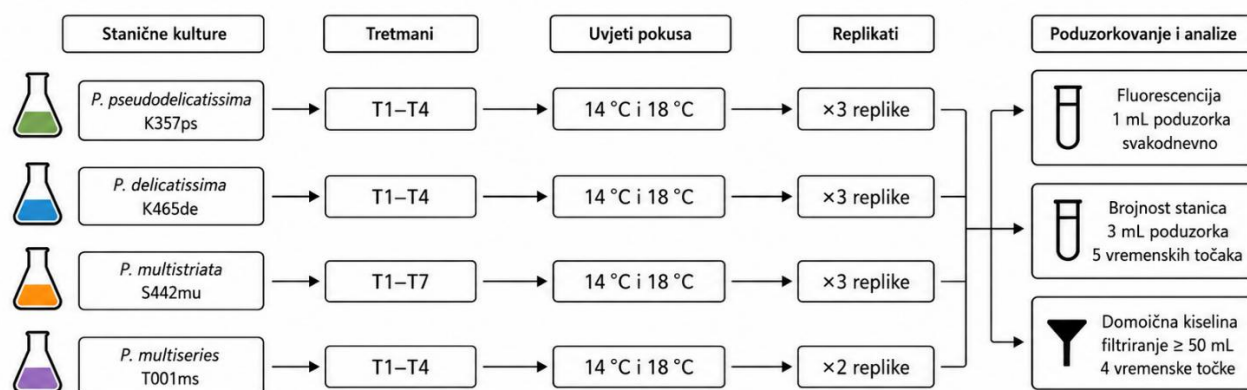 Stanične kulture
Tretmani
Uvjeti pokusa
Replikati
Poduzorkovanje i analize
P. pseudodelicatissima
K357ps
T1–T4
14 °C i 18 °C
×3 replike
P. delicatissima
K465de
T1–T4
14 °C i 18 °C
×3 replike
P. multistriata
S442mu
T1–T7
14 °C i 18 °C
×3 replike
P. multiseries
T001ms
T1–T4
14 °C i 18 °C
×2 replike
Fluorescencija
1 mL poduzorka
svakodnevno
Brojnost stanica
3 mL poduzorka
5 vremenskih točaka
Domoična kiselina
filtriranje ≥ 50 mL
4 vremenske točke